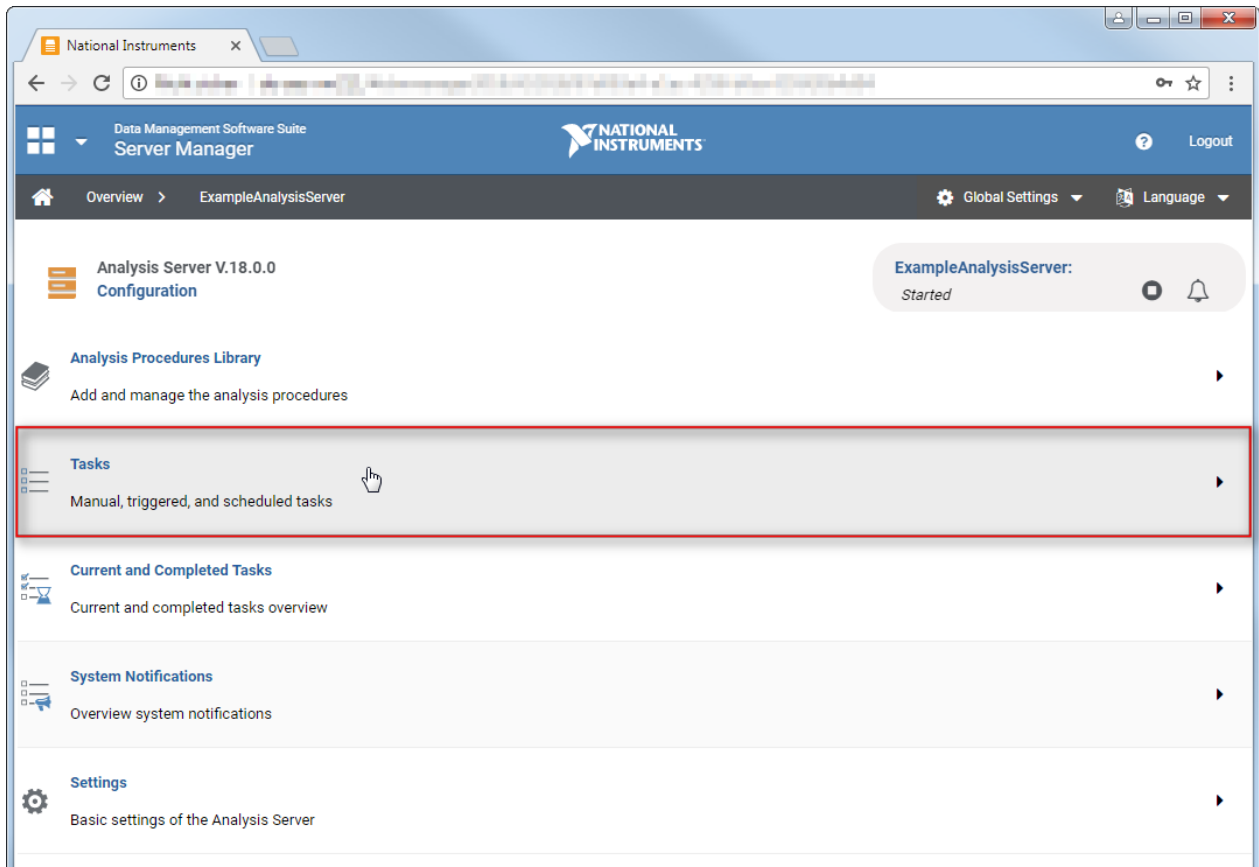 National Instruments
Data Management Software Suite
Server Manager
NATIONAL INSTRUMENTS
Logout
Overview > ExampleAnalysisServer
Global Settings
Language
Analysis Server V.18.0.0
Configuration
ExampleAnalysisServer:
Started
Analysis Procedures Library
Add and manage the analysis procedures
Tasks
Manual, triggered, and scheduled tasks
Current and Completed Tasks
Current and completed tasks overview
System Notifications
Overview system notifications
Settings
Basic settings of the Analysis Server